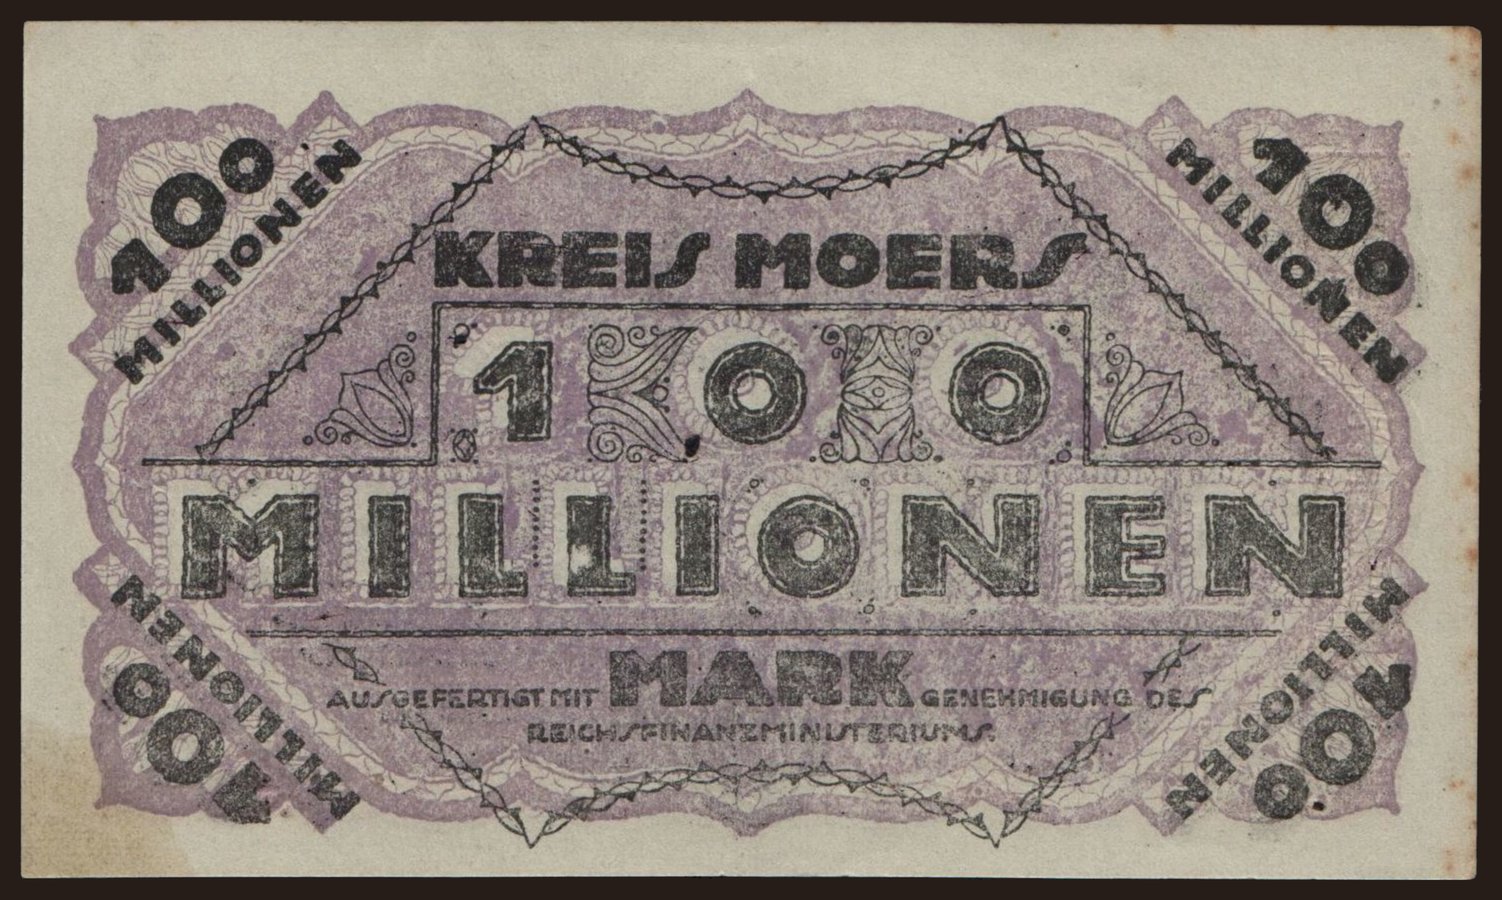 100
MILLIONEN
100
MILLIONEN
KREIS MOERS
100
MILLIONEN
MARK
AUSGEFERTIGT MIT GENEHMIGUNG DES
REICHSFINANZMINISTERIUMS.
MILLIONEN
100
MILLIONEN
100